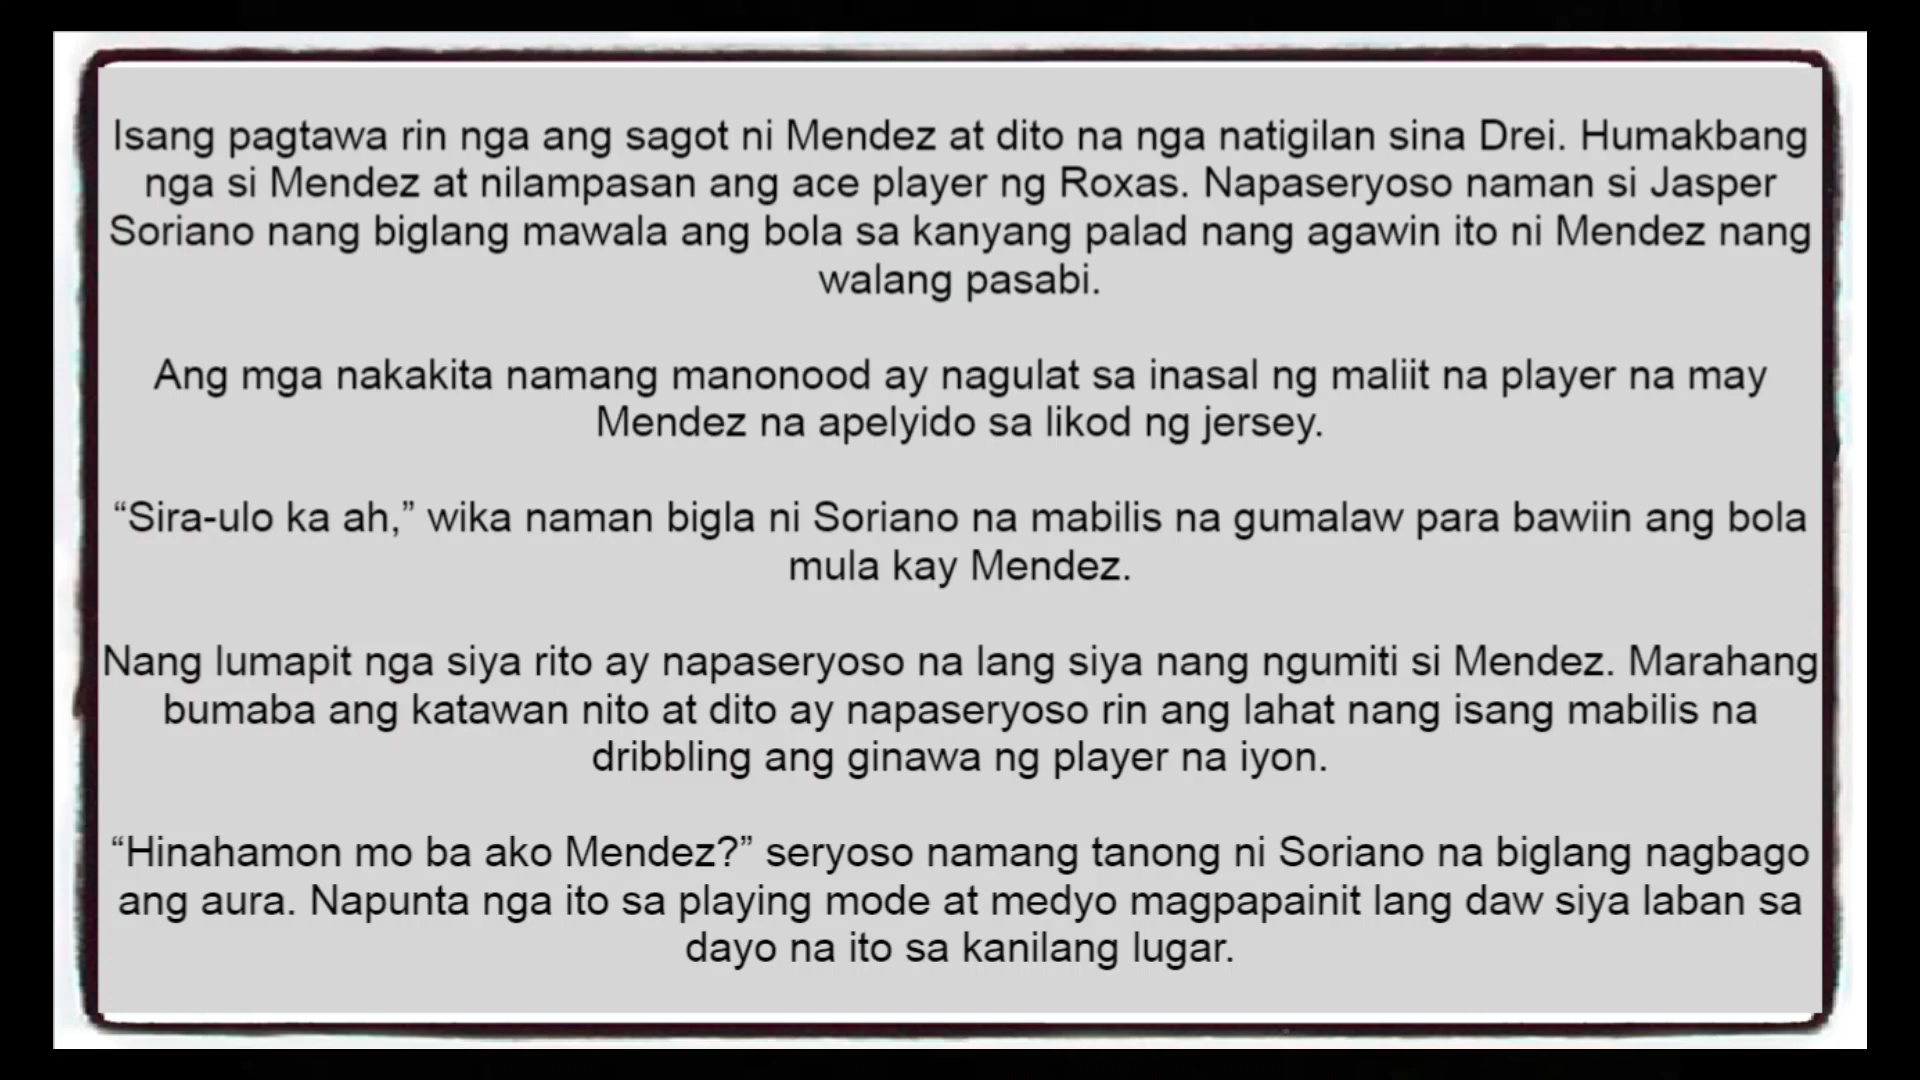 Isang pagtawa rin nga ang sagot ni Mendez at dito na nga natigilan sina Drei. Humakbang
nga si Mendez at nilampasan ang ace player ng Roxas. Napaseryoso naman si Jasper
Soriano nang biglang mawala ang bola sa kanyang palad nang agawin ito ni Mendez nang
walang pasabi.
Ang mga nakakita namang manonood ay nagulat sa inasal ng maliit na player na may
Mendez na apelyido sa likod ng jersey.
“Sira-ulo ka ah,” wika naman bigla ni Soriano na mabilis na gumalaw para bawiin ang bola
mula kay Mendez.
Nang lumapit nga siya rito ay napaseryoso na lang siya nang ngumiti si Mendez. Marahang
bumaba ang katawan nito at dito ay napaseryoso rin ang lahat nang isang mabilis na
dribbling ang ginawa ng player na iyon.
“Hinahamon mo ba ako Mendez?” seryoso namang tanong ni Soriano na biglang nagbago
ang aura. Napunta nga ito sa playing mode at medyo magpapainit lang daw siya laban sa
dayo na ito sa kanilang lugar.